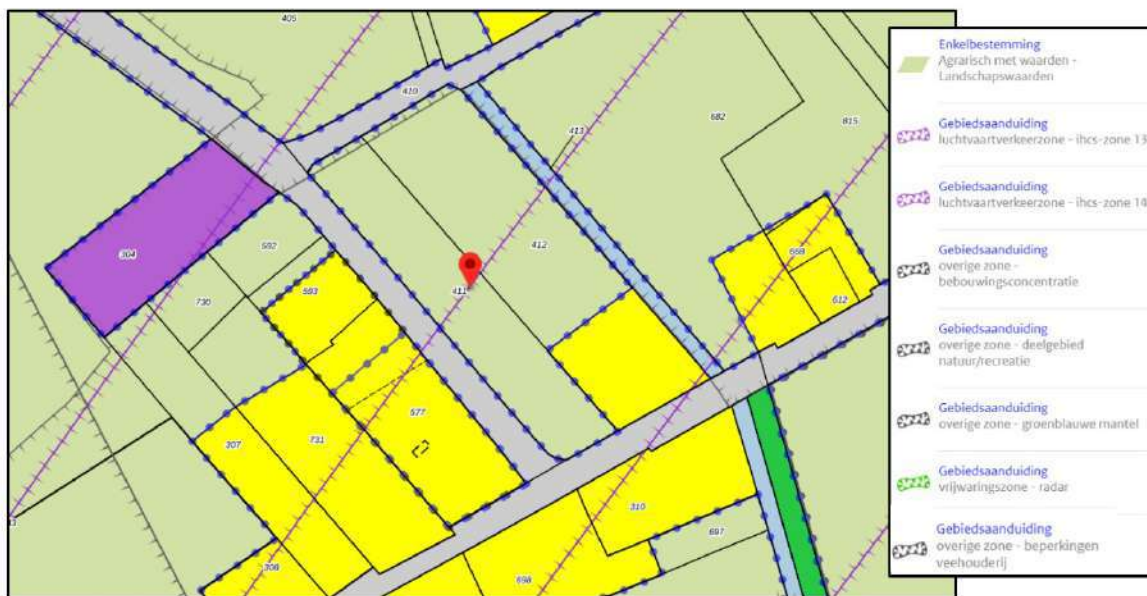 405
410
413
682
815
304
592
730
412
411
593
668
612
577
307
731
310
697
308
698
Enkelbestemming
Agrarisch met waarden -
Landschapswaarden
Gebiedsaanduiding
luchtvaartverkeerzone - ihcs-zone 13
Gebiedsaanduiding
luchtvaartverkeerzone - ihcs-zone 14
Gebiedsaanduiding
overige zone -
bebouwingsconcentratie
Gebiedsaanduiding
overige zone - deelgebied
natuur/recreatie
Gebiedsaanduiding
overige zone - groenblauwe mantel
Gebiedsaanduiding
vrijwaringszone - radar
Gebiedsaanduiding
overige zone - beperkingen
veehouderij